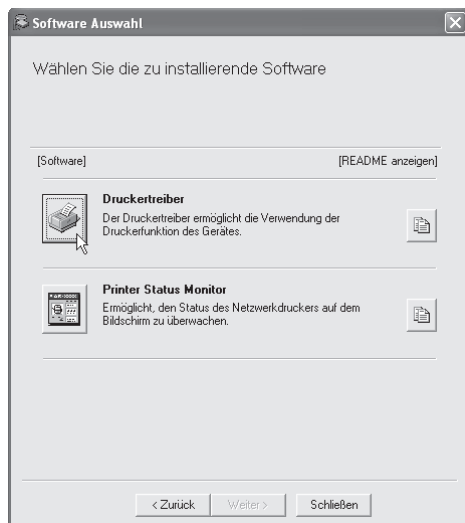 Software Auswahl
Wählen Sie die zu installierende Software
[Software] [README anzeigen]
Druckertreiber
Der Druckertreiber ermöglicht die Verwendung der
Druckerfunktion des Gerätes.
Printer Status Monitor
Ermöglicht, den Status des Netzwerkdruckers auf dem
Bildschirm zu überwachen.
< Zurück Weiter > Schließen